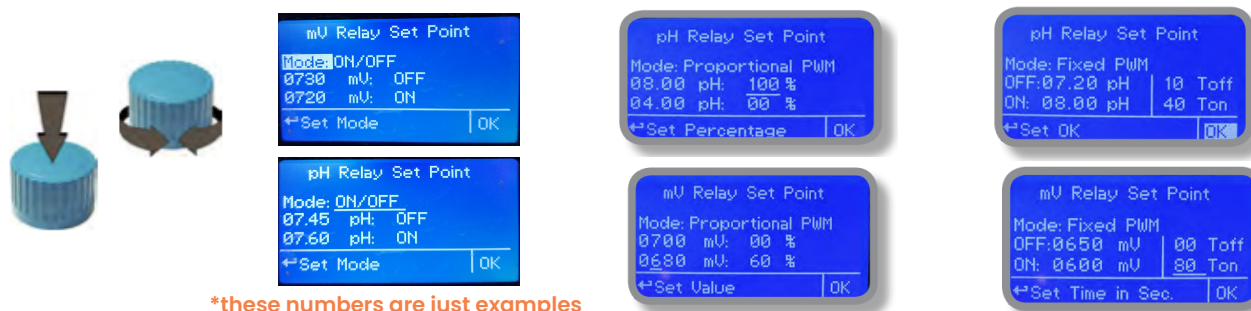 mV Relay Set Point
Mode: ON/OFF
0730 mV: OFF
0720 mV: ON
↵Set Mode OK
pH Relay Set Point
Mode: ON/OFF
07.45 pH: OFF
07.60 pH: ON
↵Set Mode OK
*these numbers are just examples
pH Relay Set Point
Mode: Proportional PWM
08.00 pH: 100 %
04.00 pH: 00 %
↵Set Percentage OK
mV Relay Set Point
Mode: Proportional PWM
0700 mV: 00 %
0680 mV: 60 %
↵Set Value OK
pH Relay Set Point
Mode: Fixed PWM
OFF:07.20 pH 10 Toff
ON: 08.00 pH 40 Ton
↵Set OK OK
mV Relay Set Point
Mode: Fixed PWM
OFF:0650 mV 00 Toff
ON: 0600 mV 80 Ton
↵Set Time in Sec. OK